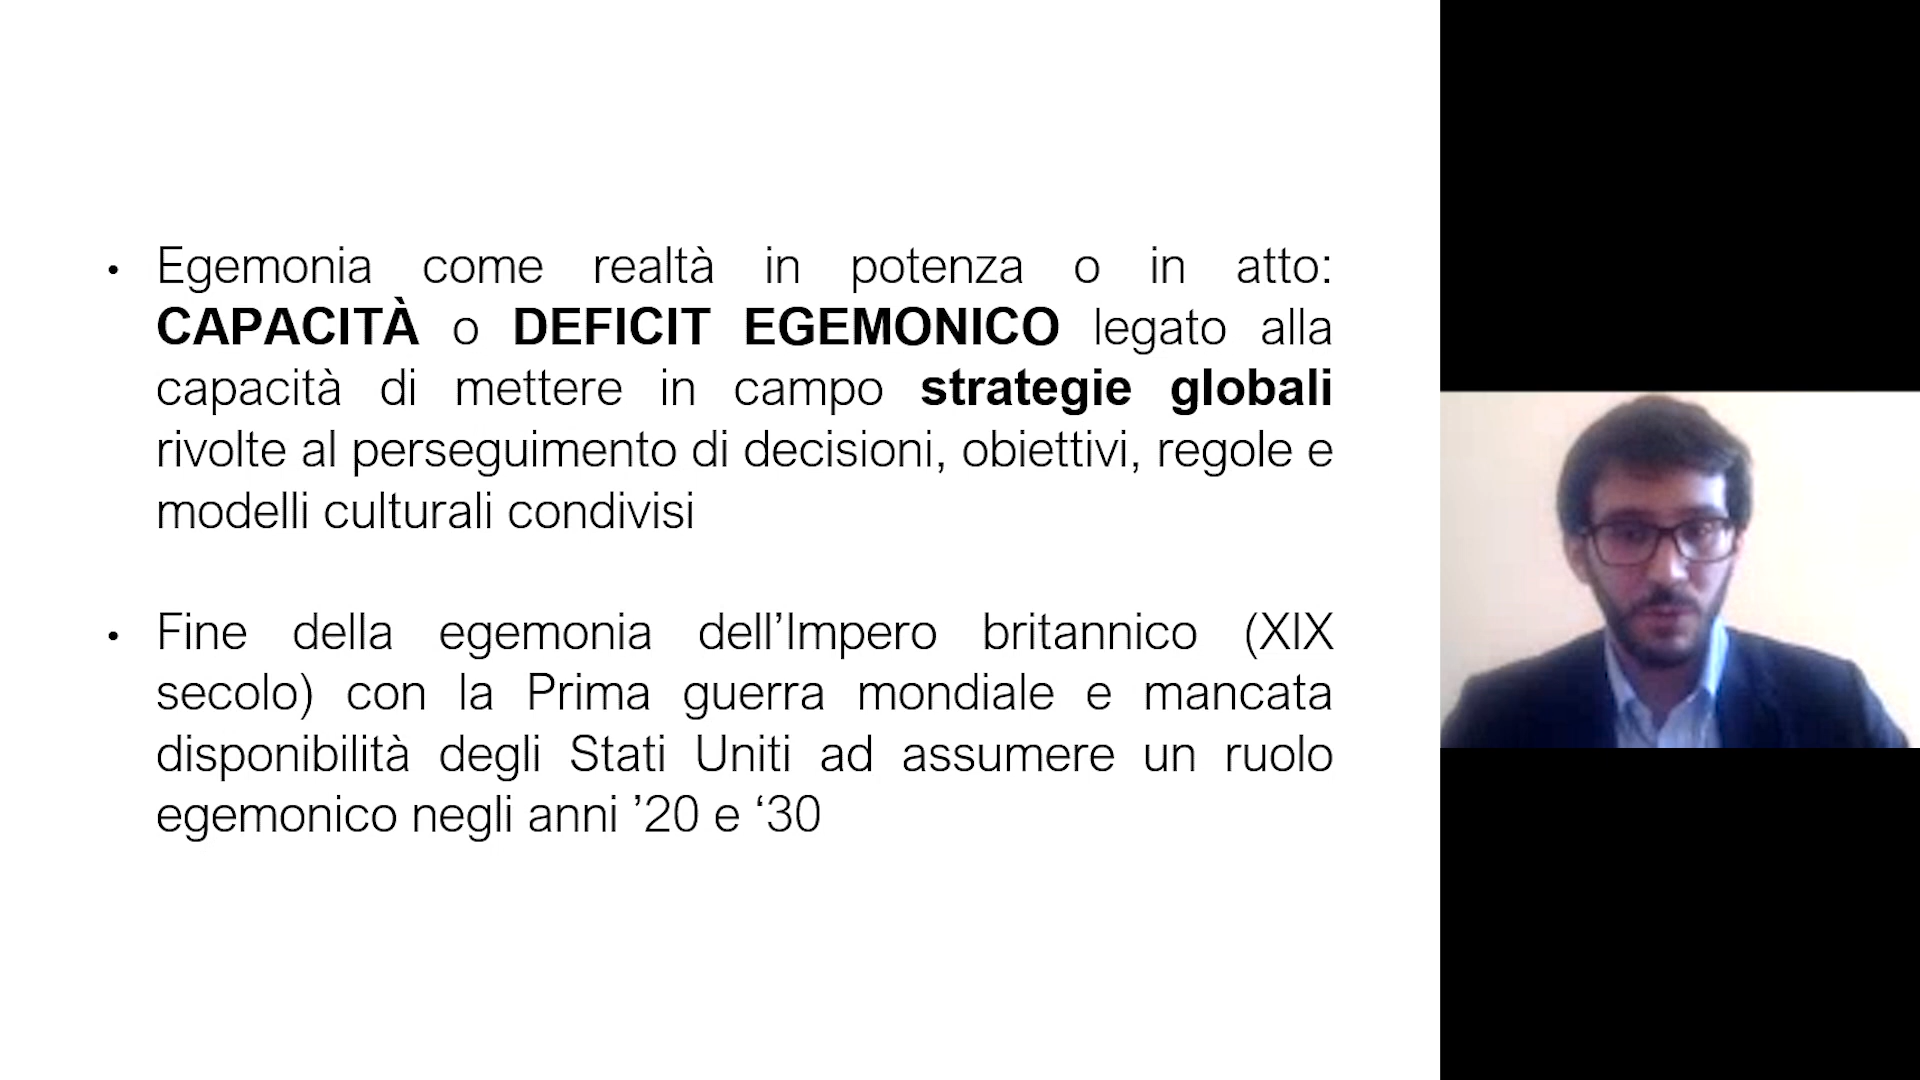 • Egemonia come realtà in potenza o in atto:
CAPACITÀ o DEFICIT EGEMONICO legato alla
capacità di mettere in campo strategie globali
rivolte al perseguimento di decisioni, obiettivi, regole e
modelli culturali condivisi
• Fine della egemonia dell’Impero britannico (XIX
secolo) con la Prima guerra mondiale e mancata
disponibilità degli Stati Uniti ad assumere un ruolo
egemonico negli anni ’20 e ‘30